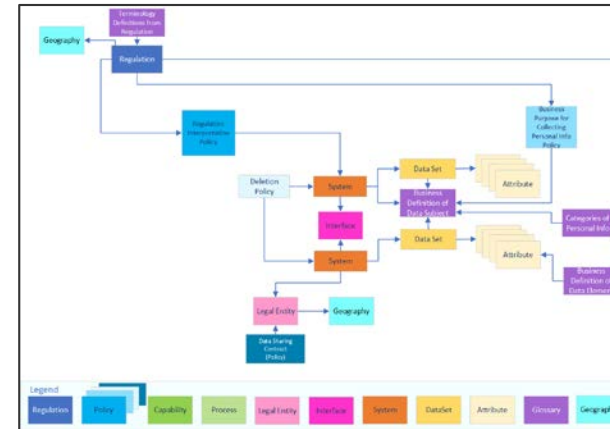 Terminology
Definitions from
Regulation
Geography
Regulation
Regulation
Interpretation
Policy
Business
Purpose for
Collecting
Personal Info
Policy
Deletion
Policy
System
Data Set
Attribute
Business
Definition of
Data Subject
Interface
Categories of
Personal Info
System
Data Set
Attribute
Business
Definition of
Data Elemen
Legal Entity
Geography
Data Sharing
Contract
(Policy)
Legend
Regulation
Policy
Capability
Process
Legal Entity
Interface
System
DataSet
Attribute
Glossary
Geograph